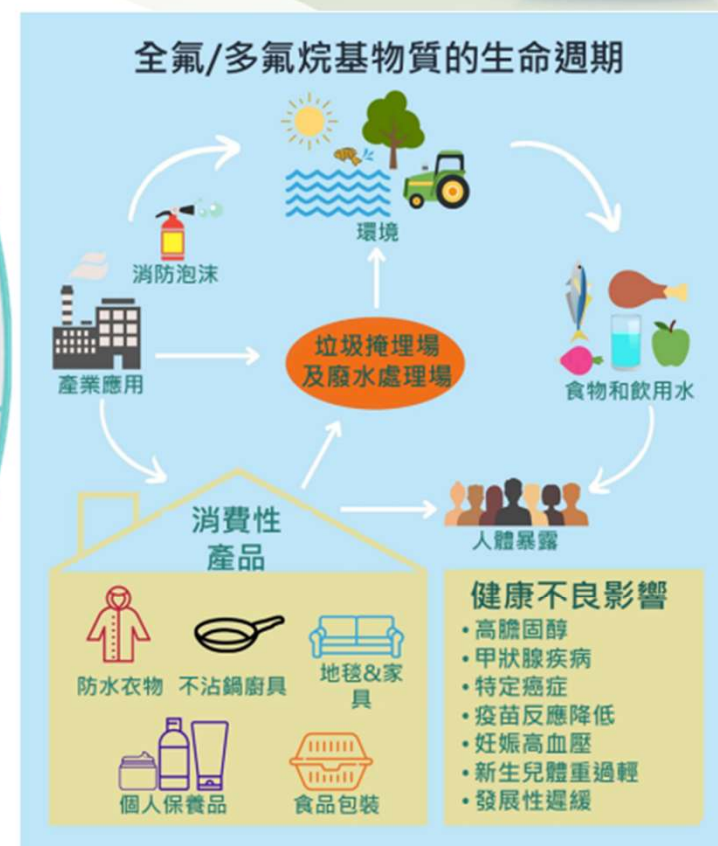 全氟/多氟烷基物質的生命週期
環境
消防泡沫
產業應用
垃圾掩埋場
及廢水處理場
食物和飲用水
消費性
產品
人體暴露
防水衣物
不沾鍋廚具
地毯&家
具
個人保養品
食品包裝
健康不良影響
•高膽固醇
•甲狀腺疾病
•特定癌症
•疫苗反應降低
•妊娠高血壓
•新生兒體重過輕
•發展性遲緩